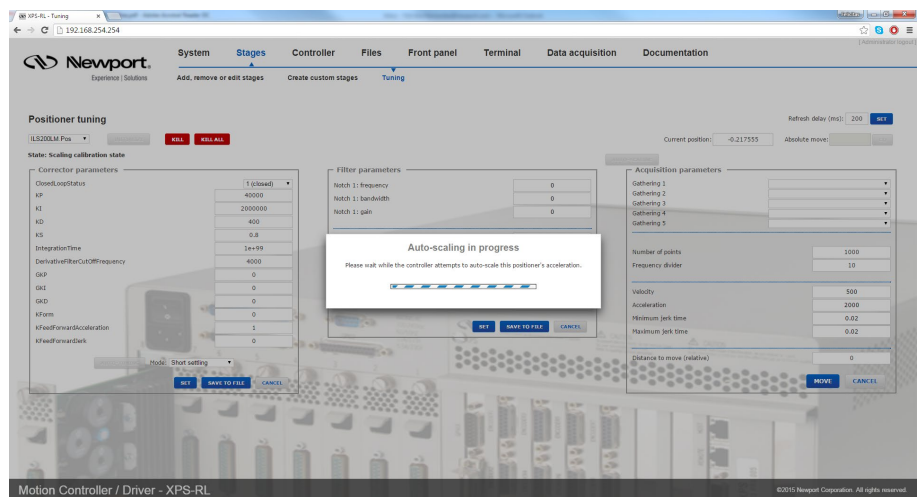 XPS-RL - Tuning
192.168.254.254
[ Administrator logout ]
Newport®
Experience | Solutions
System Stages Controller Files Front panel Terminal Data acquisition Documentation
Add, remove or edit stages Create custom stages Tuning
Positioner tuning
Refresh delay (ms): 200 SET
ILS200LM.Pos KILL KILL ALL Current position: -0.217555 Absolute move:
State: Scaling calibration state
Corrector parameters
ClosedLoopStatus 1 (closed)
KP 40000
KI 2000000
KD 400
KS 0.8
IntegrationTime 1e+99
DerivativeFilterCutOffFrequency 4000
GKP 0
GKI 0
GKD 0
KForm 0
KFeedForwardAcceleration 1
KFeedForwardJerk 0
Mode: Short settling
SET SAVE TO FILE CANCEL
Filter parameters
Notch 1: frequency 0
Notch 1: bandwidth 0
Notch 1: gain 0
Auto-scaling in progress
Please wait while the controller attempts to auto-scale this positioner's acceleration.
SET SAVE TO FILE CANCEL
Acquisition parameters
Gathering 1
Gathering 2
Gathering 3
Gathering 4
Gathering 5
Number of points 1000
Frequency divider 10
Velocity 500
Acceleration 2000
Minimum jerk time 0.02
Maximum jerk time 0.02
Distance to move (relative) 0
MOVE CANCEL
Motion Controller / Driver - XPS-RL
©2015 Newport Corporation. All rights reserved.